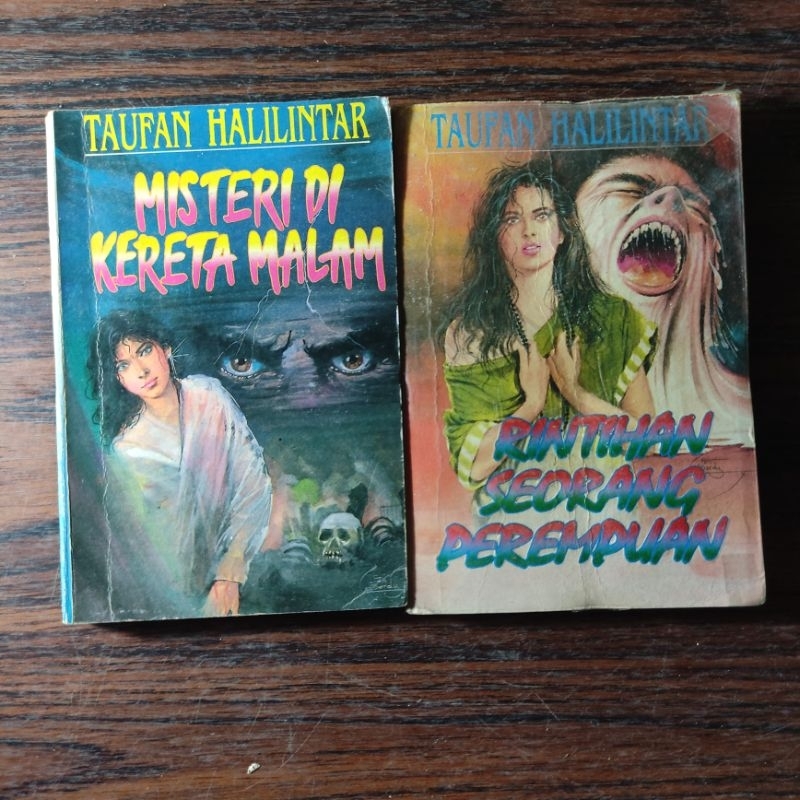 TAUFAN HALILINTAR
MISTERI DI
KERETA MALAM
TAUFAN HALILINTAR
RINTIHAN
SEORANG
PEREMPUAN